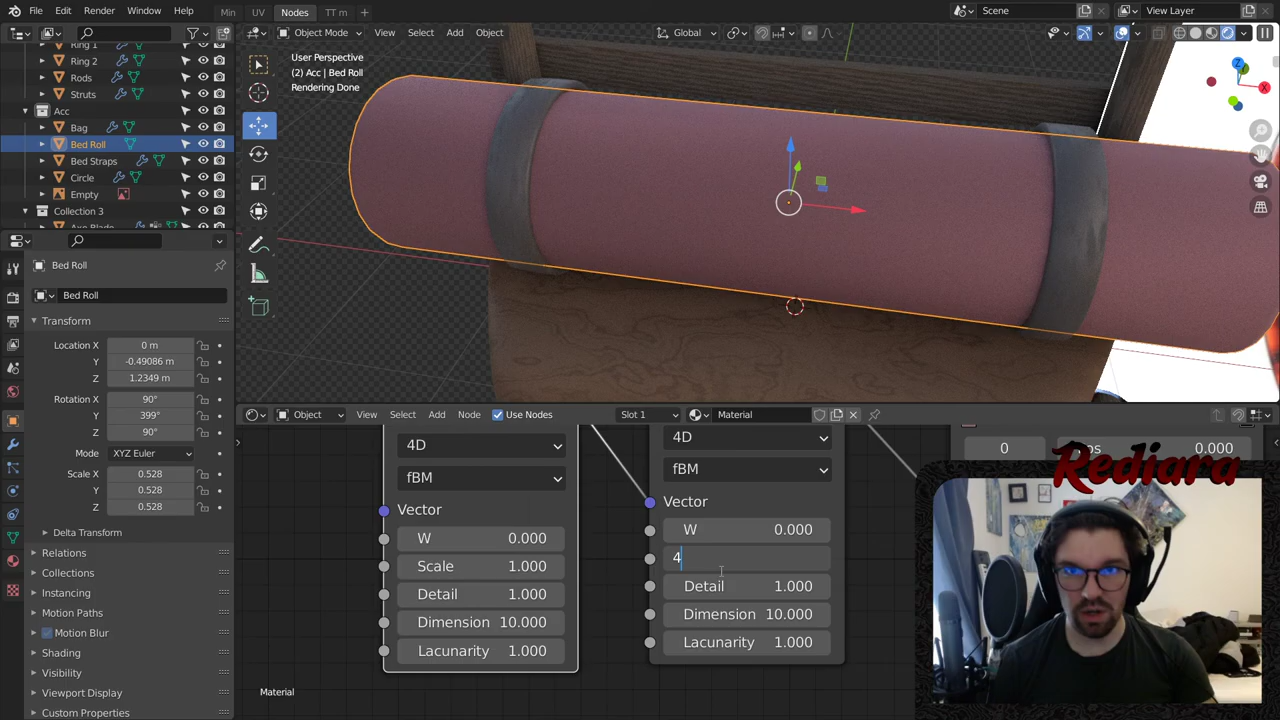 File Edit Render Window Help Min UV Nodes TT m + Scene View Layer
Object Mode View Select Add Object Global
Ring 1
Ring 2
Rods
Struts
Acc
Bag
Bed Roll
Bed Straps
Circle
Empty
Collection 3
Axe Blade
User Perspective
(2) Acc | Bed Roll
Rendering Done
Z
X
Bed Roll
Bed Roll
Transform
Location X 0 m
Y -0.49086 m
Z 1.2349 m
Rotation X 90°
Y 399°
Z 90°
Mode XYZ Euler
Scale X 0.528
Y 0.528
Z 0.528
Delta Transform
Relations
Collections
Instancing
Motion Paths
Motion Blur
Shading
Visibility
Viewport Display
Custom Properties
Object View Select Add Node Use Nodes Slot 1 Material
4D
fBM
Vector
W 0.000
Scale 1.000
Detail 1.000
Dimension 10.000
Lacunarity 1.000
4D
fBM
Vector
W 0.000
4
Detail 1.000
Dimension 10.000
Lacunarity 1.000
0 Pos 0.000
Rediara
Material